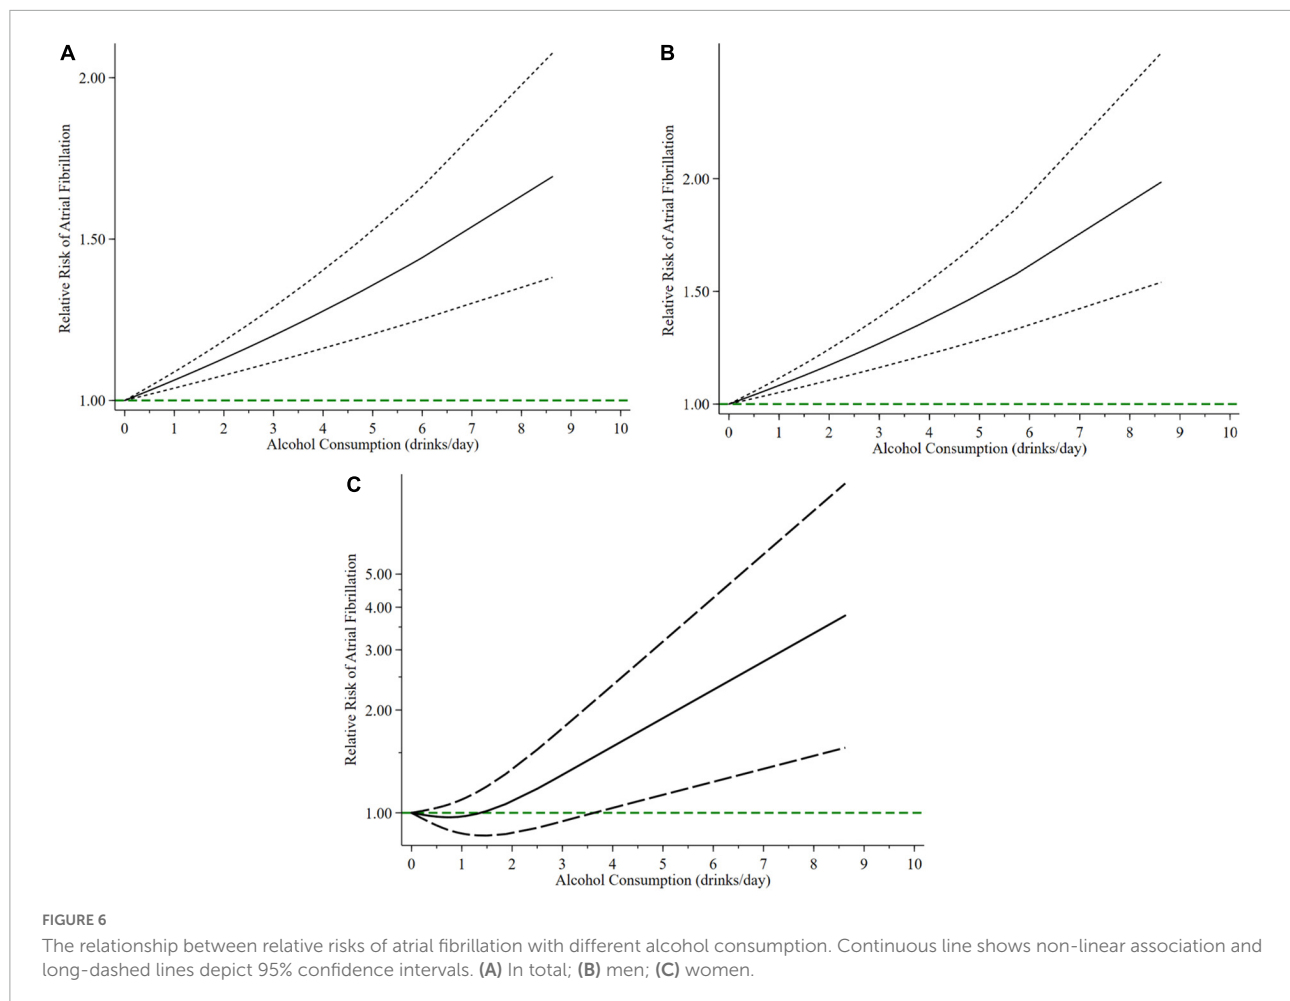 A
Relative Risk of Atrial Fibrillation
2.00
1.50
1.00
0 1 2 3 4 5 6 7 8 9 10
Alcohol Consumption (drinks/day)
B
Relative Risk of Atrial Fibrillation
2.00
1.50
1.00
0 1 2 3 4 5 6 7 8 9 10
Alcohol Consumption (drinks/day)
C
Relative Risk of Atrial Fibrillation
5.00
4.00
3.00
2.00
1.00
0 1 2 3 4 5 6 7 8 9 10
Alcohol Consumption (drinks/day)
FIGURE 6
The relationship between relative risks of atrial fibrillation with different alcohol consumption. Continuous line shows non-linear association and
long-dashed lines depict 95% confidence intervals. (A) In total; (B) men; (C) women.